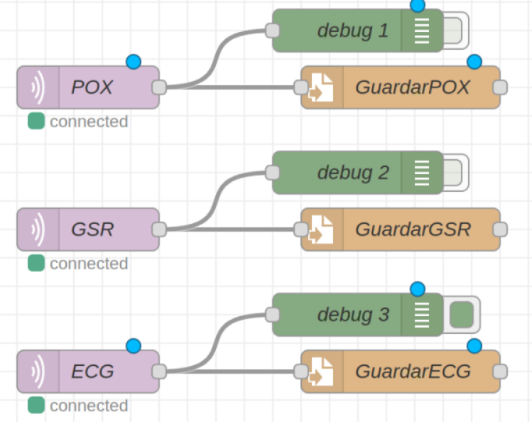 debug 1
POX
GuardarPOX
connected
debug 2
GSR
GuardarGSR
connected
debug 3
ECG
GuardarECG
connected